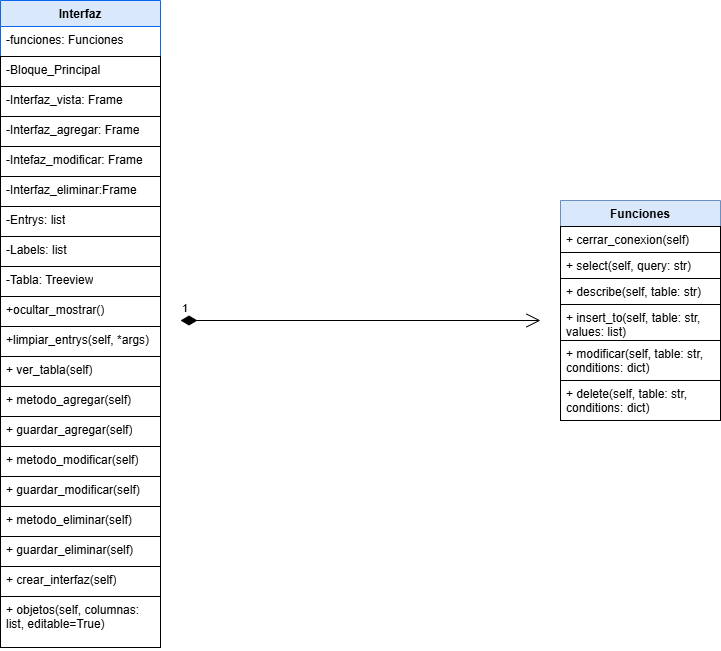 Interfaz
-funciones: Funciones
-Bloque_Principal
-Interfaz_vista: Frame
-Interfaz_agregar: Frame
-Intefaz_modificar: Frame
-Interfaz_eliminar:Frame
-Entrys: list
-Labels: list
-Tabla: Treeview
+ocultar_mostrar()
+limpiar_entrys(self, *args)
+ ver_tabla(self)
+ metodo_agregar(self)
+ guardar_agregar(self)
+ metodo_modificar(self)
+ guardar_modificar(self)
+ metodo_eliminar(self)
+ guardar_eliminar(self)
+ crear_interfaz(self)
+ objetos(self, columnas:
list, editable=True)
1
Funciones
+ cerrar_conexion(self)
+ select(self, query: str)
+ describe(self, table: str)
+ insert_to(self, table: str,
values: list)
+ modificar(self, table: str,
conditions: dict)
+ delete(self, table: str,
conditions: dict)